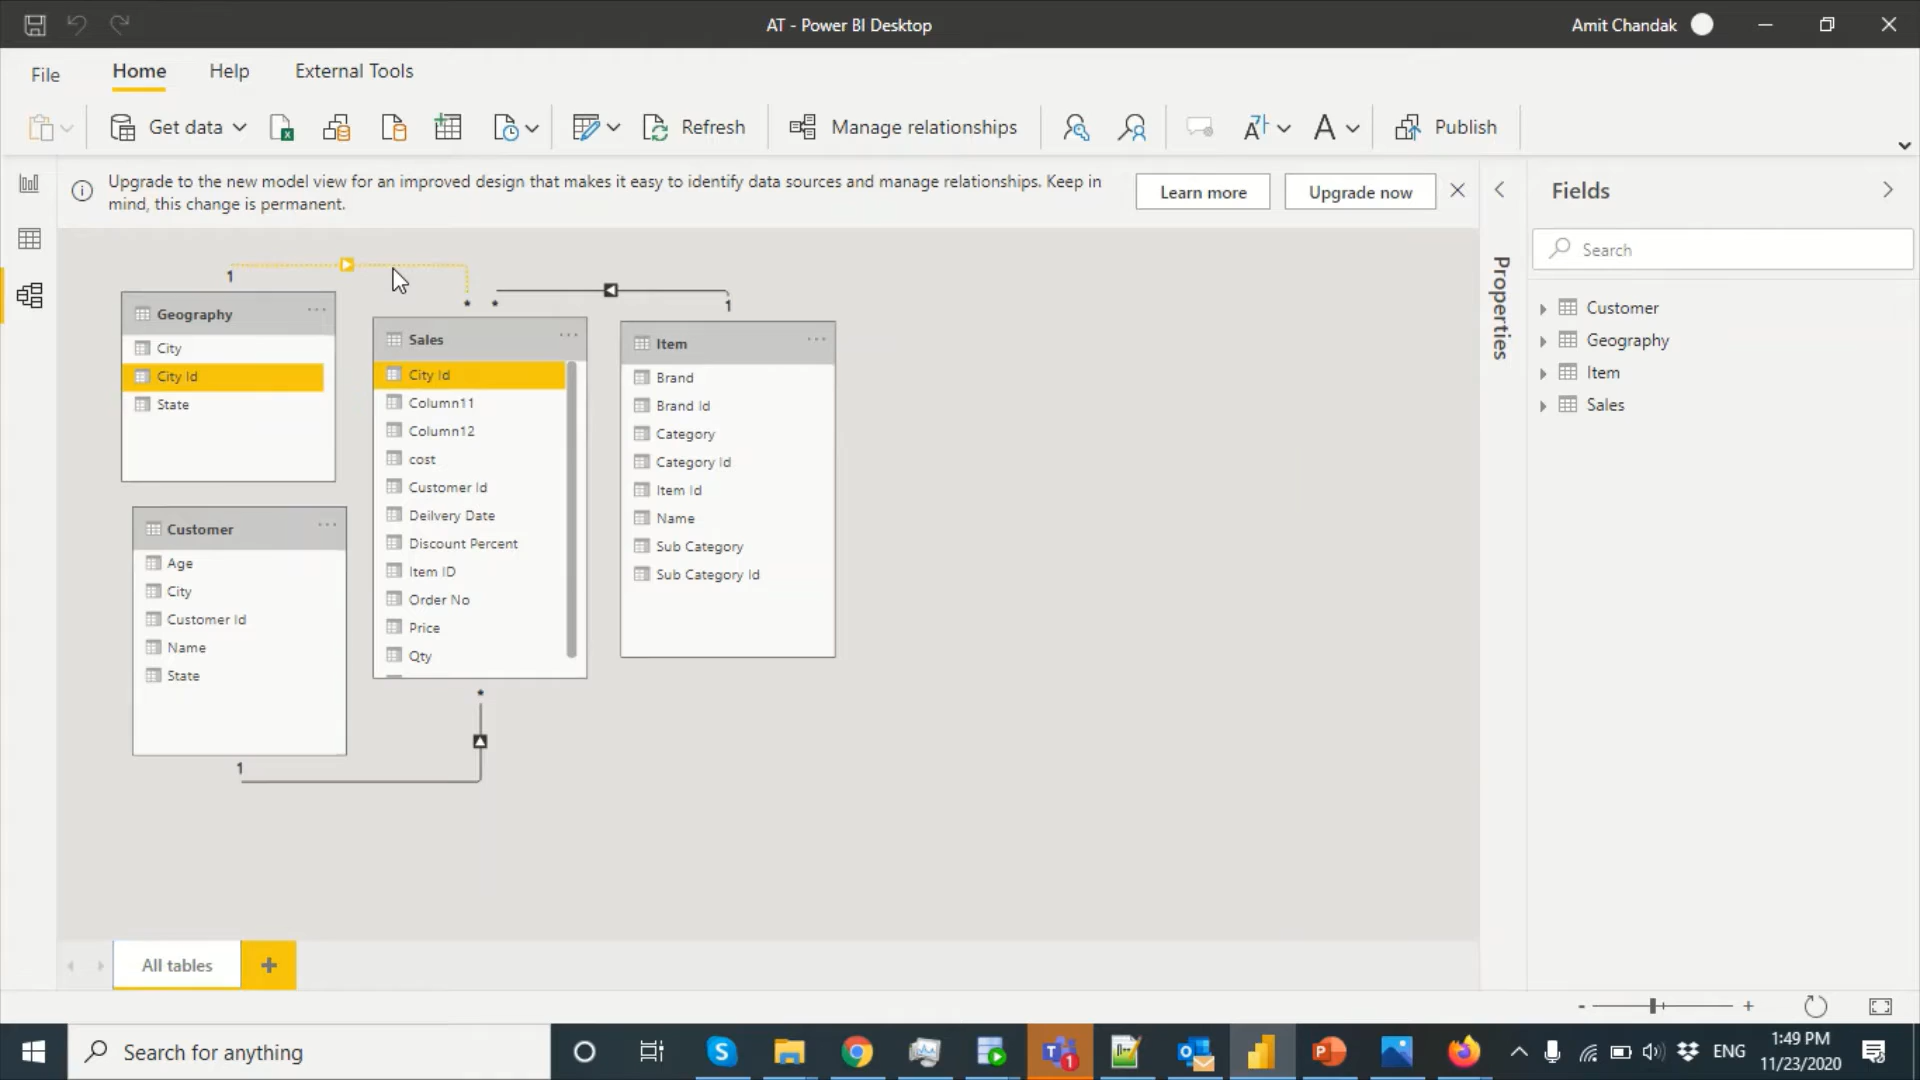 AT - Power BI Desktop
Amit Chandak
File
Home
Help
External Tools
Get data
Refresh
Manage relationships
Publish
Upgrade to the new model view for an improved design that makes it easy to identify data sources and manage relationships. Keep in
mind, this change is permanent.
Learn more
Upgrade now
Properties
Fields
Search
Customer
Geography
Item
Sales
1
* *
1
Geography
City
City Id
State
Sales
City Id
Column11
Column12
cost
Customer Id
Deilvery Date
Discount Percent
Item ID
Order No
Price
Qty
Item
Brand
Brand Id
Category
Category Id
Item Id
Name
Sub Category
Sub Category Id
Customer
Age
City
Customer Id
Name
State
*
1
All tables
+
- +
Search for anything
1
ENG
1:49 PM
11/23/2020